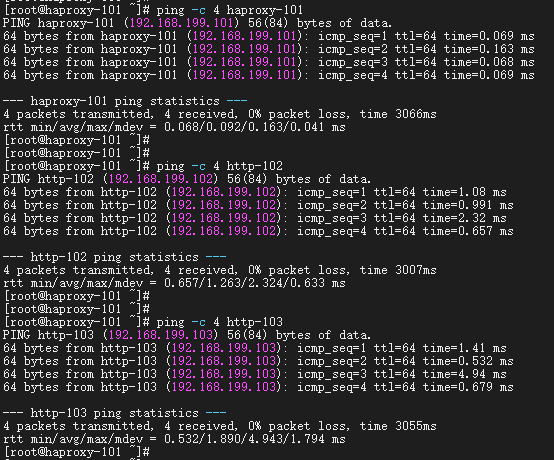 [root@haproxy-101 ~]# ping -c 4 haproxy-101
PING haproxy-101 (192.168.199.101) 56(84) bytes of data.
64 bytes from haproxy-101 (192.168.199.101): icmp_seq=1 ttl=64 time=0.069 ms
64 bytes from haproxy-101 (192.168.199.101): icmp_seq=2 ttl=64 time=0.163 ms
64 bytes from haproxy-101 (192.168.199.101): icmp_seq=3 ttl=64 time=0.068 ms
64 bytes from haproxy-101 (192.168.199.101): icmp_seq=4 ttl=64 time=0.069 ms
--- haproxy-101 ping statistics ---
4 packets transmitted, 4 received, 0% packet loss, time 3066ms
rtt min/avg/max/mdev = 0.068/0.092/0.163/0.041 ms
[root@haproxy-101 ~]#
[root@haproxy-101 ~]#
[root@haproxy-101 ~]# ping -c 4 http-102
PING http-102 (192.168.199.102) 56(84) bytes of data.
64 bytes from http-102 (192.168.199.102): icmp_seq=1 ttl=64 time=1.08 ms
64 bytes from http-102 (192.168.199.102): icmp_seq=2 ttl=64 time=0.991 ms
64 bytes from http-102 (192.168.199.102): icmp_seq=3 ttl=64 time=2.32 ms
64 bytes from http-102 (192.168.199.102): icmp_seq=4 ttl=64 time=0.657 ms
--- http-102 ping statistics ---
4 packets transmitted, 4 received, 0% packet loss, time 3007ms
rtt min/avg/max/mdev = 0.657/1.263/2.324/0.633 ms
[root@haproxy-101 ~]#
[root@haproxy-101 ~]#
[root@haproxy-101 ~]# ping -c 4 http-103
PING http-103 (192.168.199.103) 56(84) bytes of data.
64 bytes from http-103 (192.168.199.103): icmp_seq=1 ttl=64 time=1.41 ms
64 bytes from http-103 (192.168.199.103): icmp_seq=2 ttl=64 time=0.532 ms
64 bytes from http-103 (192.168.199.103): icmp_seq=3 ttl=64 time=4.94 ms
64 bytes from http-103 (192.168.199.103): icmp_seq=4 ttl=64 time=0.679 ms
--- http-103 ping statistics ---
4 packets transmitted, 4 received, 0% packet loss, time 3055ms
rtt min/avg/max/mdev = 0.532/1.890/4.943/1.794 ms
[root@haproxy-101 ~]#